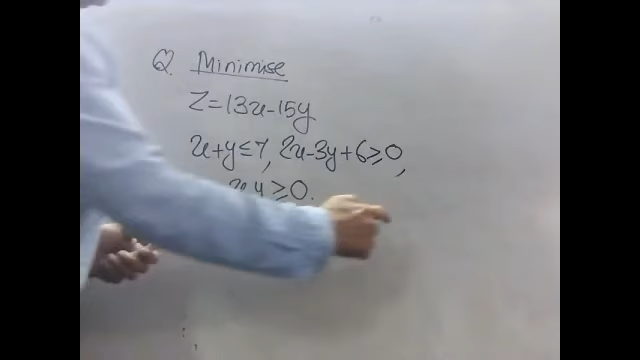 Q. Minimise
Z=13x-15y
x+y≤7, 2x-3y+6≥0,
x,y≥0.